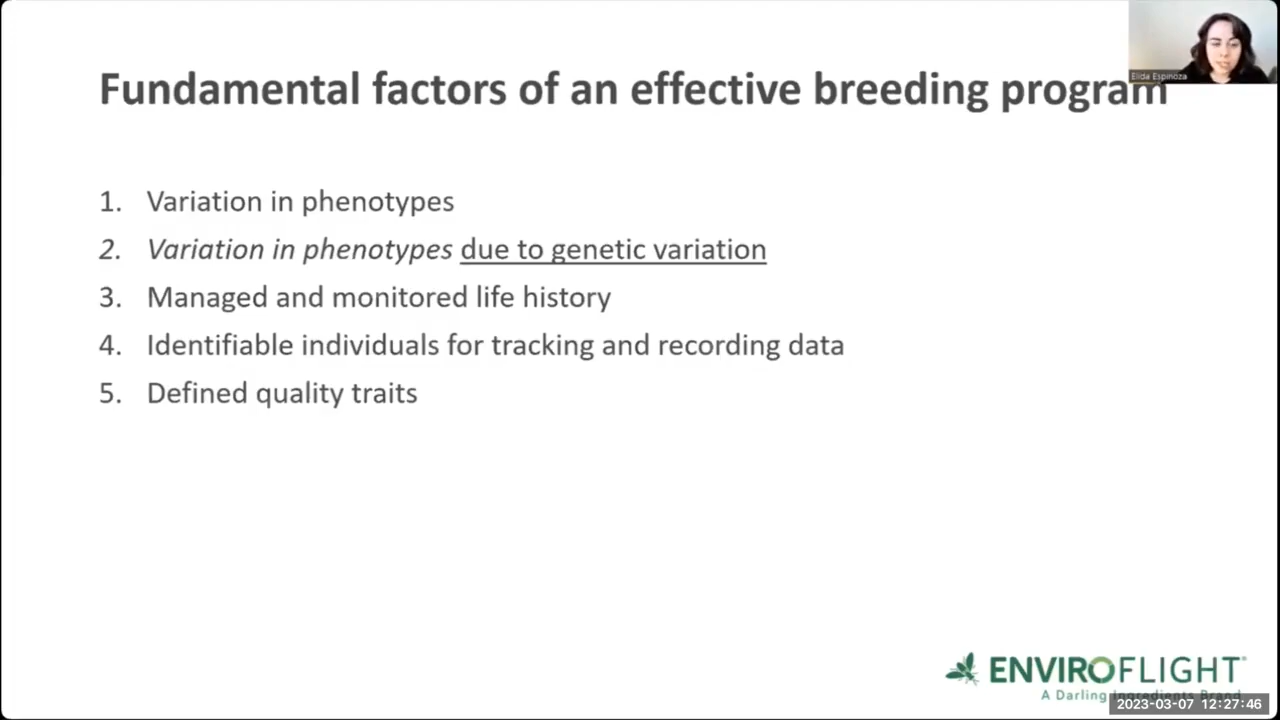 Fundamental factors of an effective breeding program
Elida Espinoza
1. Variation in phenotypes
2. Variation in phenotypes due to genetic variation
3. Managed and monitored life history
4. Identifiable individuals for tracking and recording data
5. Defined quality traits
ENVIROFLIGHT
A Darling Ingredients Brand
2023-03-07 12:27:46